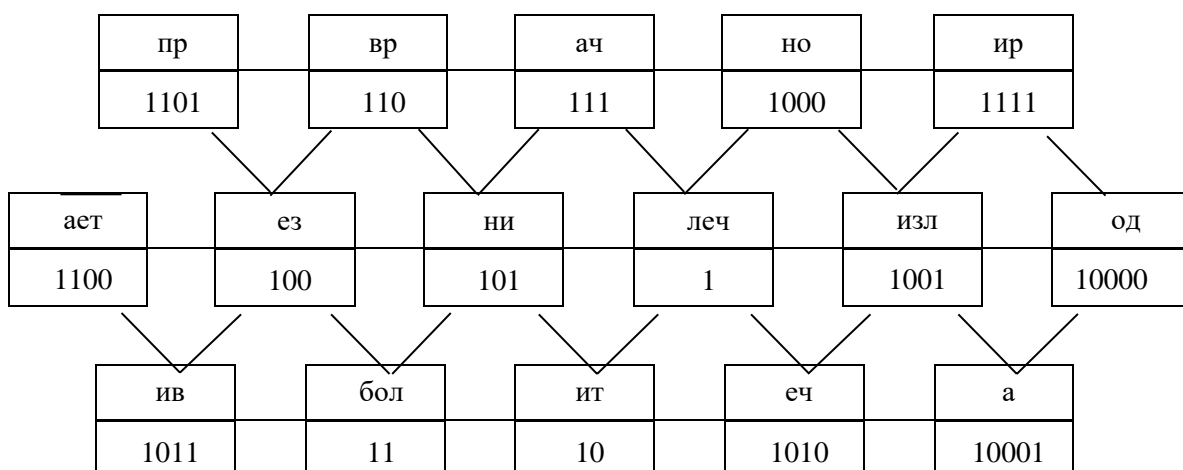 пр вр ач но ир
1101 110 111 1000 1111
ает ез ни леч изл од
1100 100 101 1 1001 10000
ив бол ит еч а
1011 11 10 1010 10001